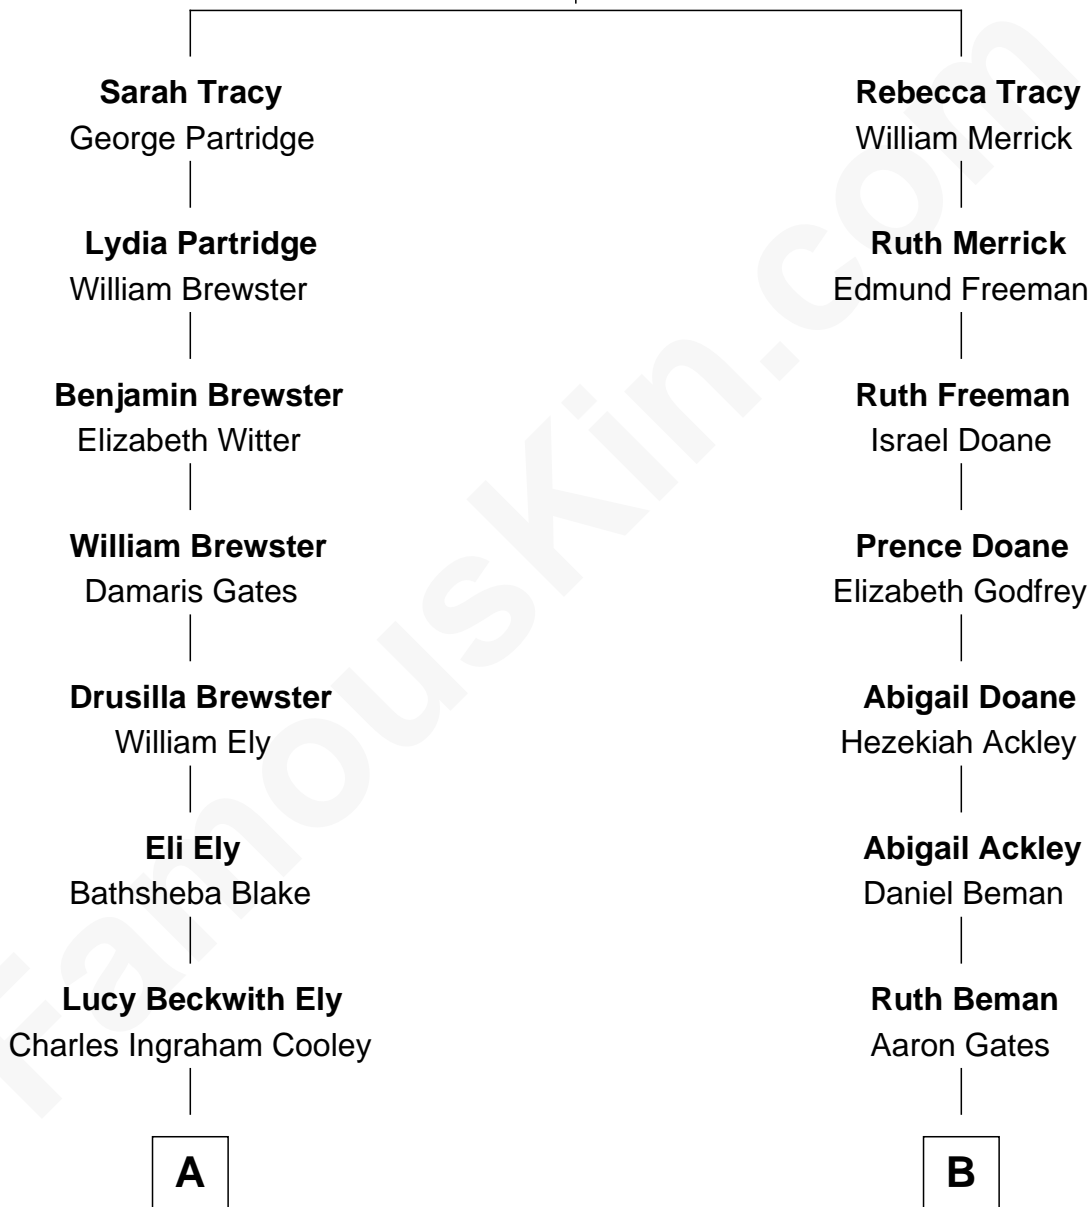 Sarah Tracy
George Partridge
Lydia Partridge
William Brewster
Benjamin Brewster
Elizabeth Witter
William Brewster
Damaris Gates
Drusilla Brewster
William Ely
Eli Ely
Bathsheba Blake
Lucy Beckwith Ely
Charles Ingraham Cooley
A
Rebecca Tracy
William Merrick
Ruth Merrick
Edmund Freeman
Ruth Freeman
Israel Doane
Prence Doane
Elizabeth Godfrey
Abigail Doane
Hezekiah Ackley
Abigail Ackley
Daniel Beman
Ruth Beman
Aaron Gates
B
FamousKin.com